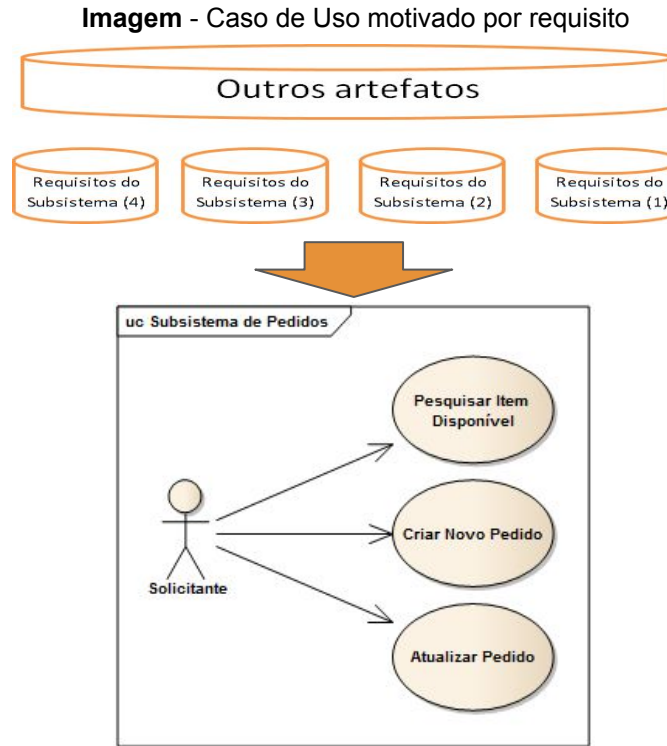 Imagem - Caso de Uso motivado por requisito
Outros artefatos
Requisitos do
Subsistema (4)
Requisitos do
Subsistema (3)
Requisitos do
Subsistema (2)
Requisitos do
Subsistema (1)
uc Subsistema de Pedidos
Pesquisar Item
Disponível
Criar Novo Pedido
Solicitante
Atualizar Pedido